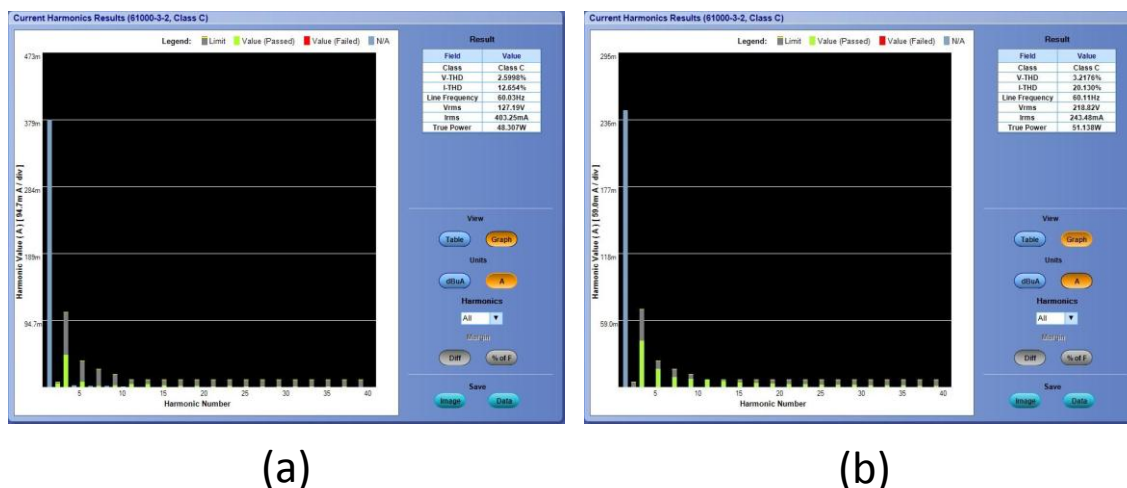 Current Harmonics Results (61000-3-2, Class C)
Legend: Limit Value (Passed) Value (Failed) N/A
473m
379m
284m
189m
94.7m
Harmonic Value ( A ) [ 94.7m A / div ]
5 10 15 20 25 30 35 40
Harmonic Number
Result
Field Value
Class Class C
V-THD 2.5998%
I-THD 12.654%
Line Frequency 60.03Hz
Vrms 127.19V
Irms 403.25mA
True Power 48.307W
View
Table Graph
Units
dBuA A
Harmonics
All
Margin
Diff % of F
Save
Image Data
(a)
Current Harmonics Results (61000-3-2, Class C)
Legend: Limit Value (Passed) Value (Failed) N/A
295m
236m
177m
118m
59.0m
Harmonic Value ( A ) [ 59.0m A / div ]
5 10 15 20 25 30 35 40
Harmonic Number
Result
Field Value
Class Class C
V-THD 3.2176%
I-THD 20.130%
Line Frequency 60.11Hz
Vrms 218.82V
Irms 243.48mA
True Power 51.138W
View
Table Graph
Units
dBuA A
Harmonics
All
Margin
Diff % of F
Save
Image Data
(b)